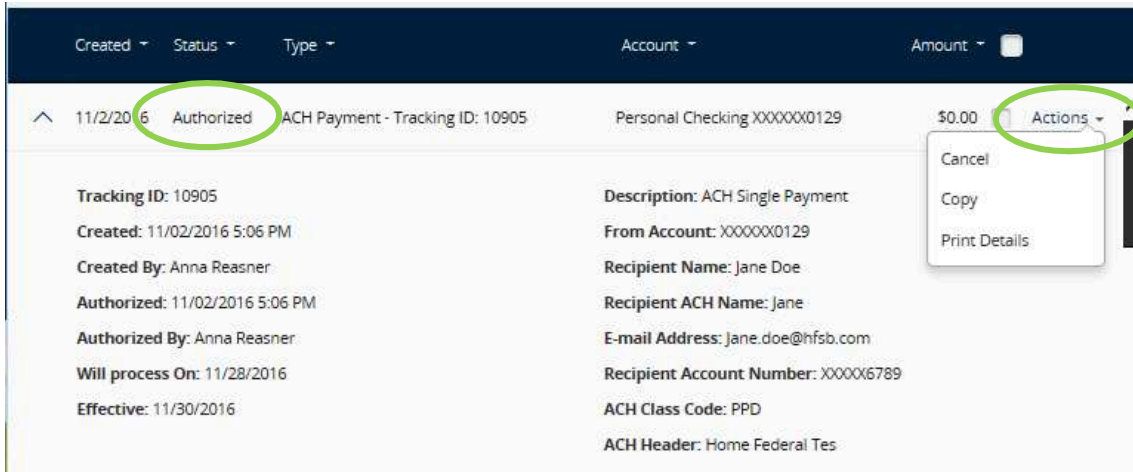 Created Status Type Account Amount
11/2/2016 Authorized ACH Payment - Tracking ID: 10905 Personal Checking XXXXXX0129 $0.00 Actions
Cancel
Copy
Print Details
Tracking ID: 10905
Created: 11/02/2016 5:06 PM
Created By: Anna Reasner
Authorized: 11/02/2016 5:06 PM
Authorized By: Anna Reasner
Will process On: 11/28/2016
Effective: 11/30/2016
Description: ACH Single Payment
From Account: XXXXXX0129
Recipient Name: Jane Doe
Recipient ACH Name: Jane
E-mail Address: Jane.doe@hfsb.com
Recipient Account Number: XXXXX6789
ACH Class Code: PPD
ACH Header: Home Federal Tes